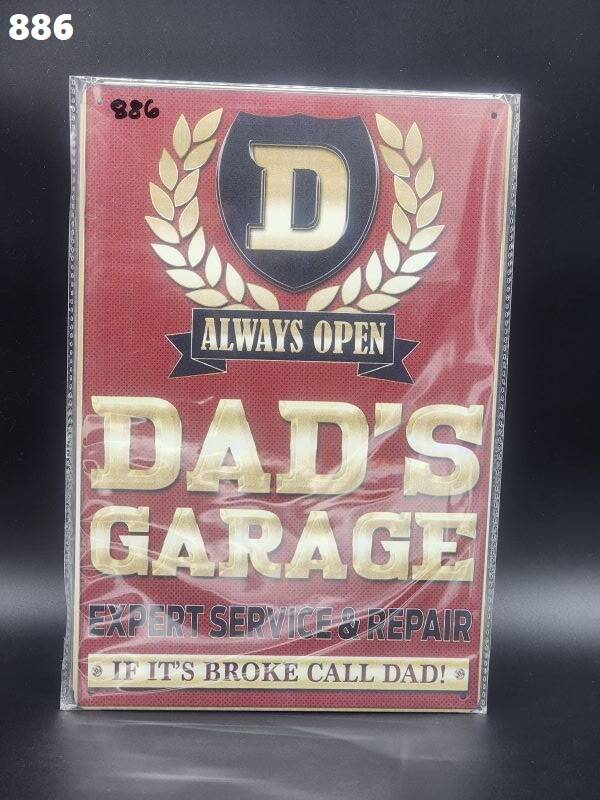 886
886
D
ALWAYS OPEN
DAD'S
GARAGE
EXPERT SERVICE & REPAIR
IF IT'S BROKE CALL DAD!